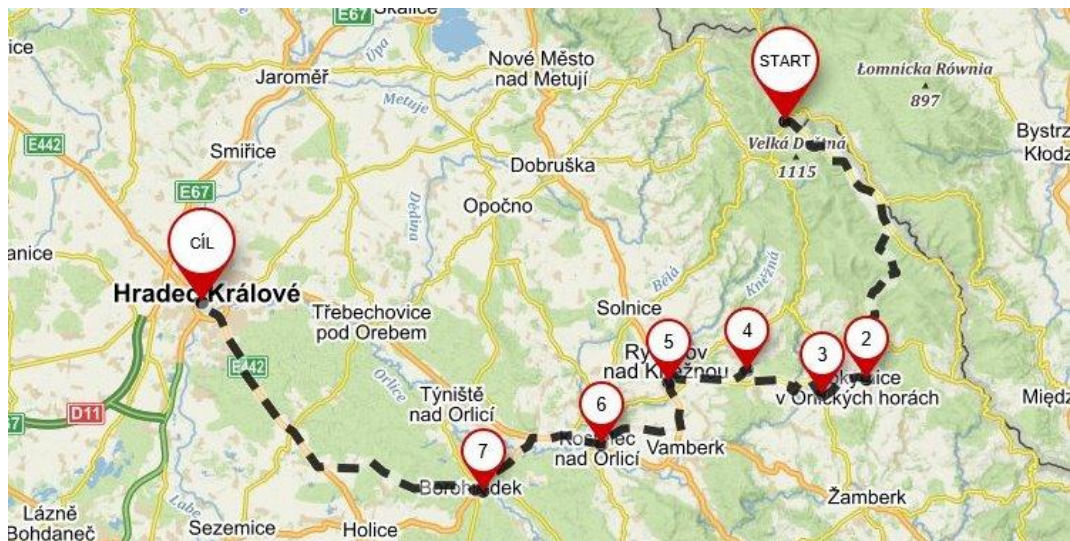 E67
Skalice
ice
Úpa
Nové Město
nad Metují
START
Łomnicka Równia
897
Jaroměř
Metuje
Bystrz
Kłodz
E442
Smiřice
Velká D
1115
Dobruška
E67
Dědina
Opočno
CÍL
anice
Bělá
Kněžná
Hradec Králové
Třebechovice
pod Orebem
Solnice
4
5
2
3
E442
nad Kněžnou
Orlice
Týniště
nad Orlicí
6
v Orlických horách
Międz
D11
7
nad Orlicí
Vamberk
7
Žamberk
Labe
Lázně
Bohdaneč
Sezemice
Holice